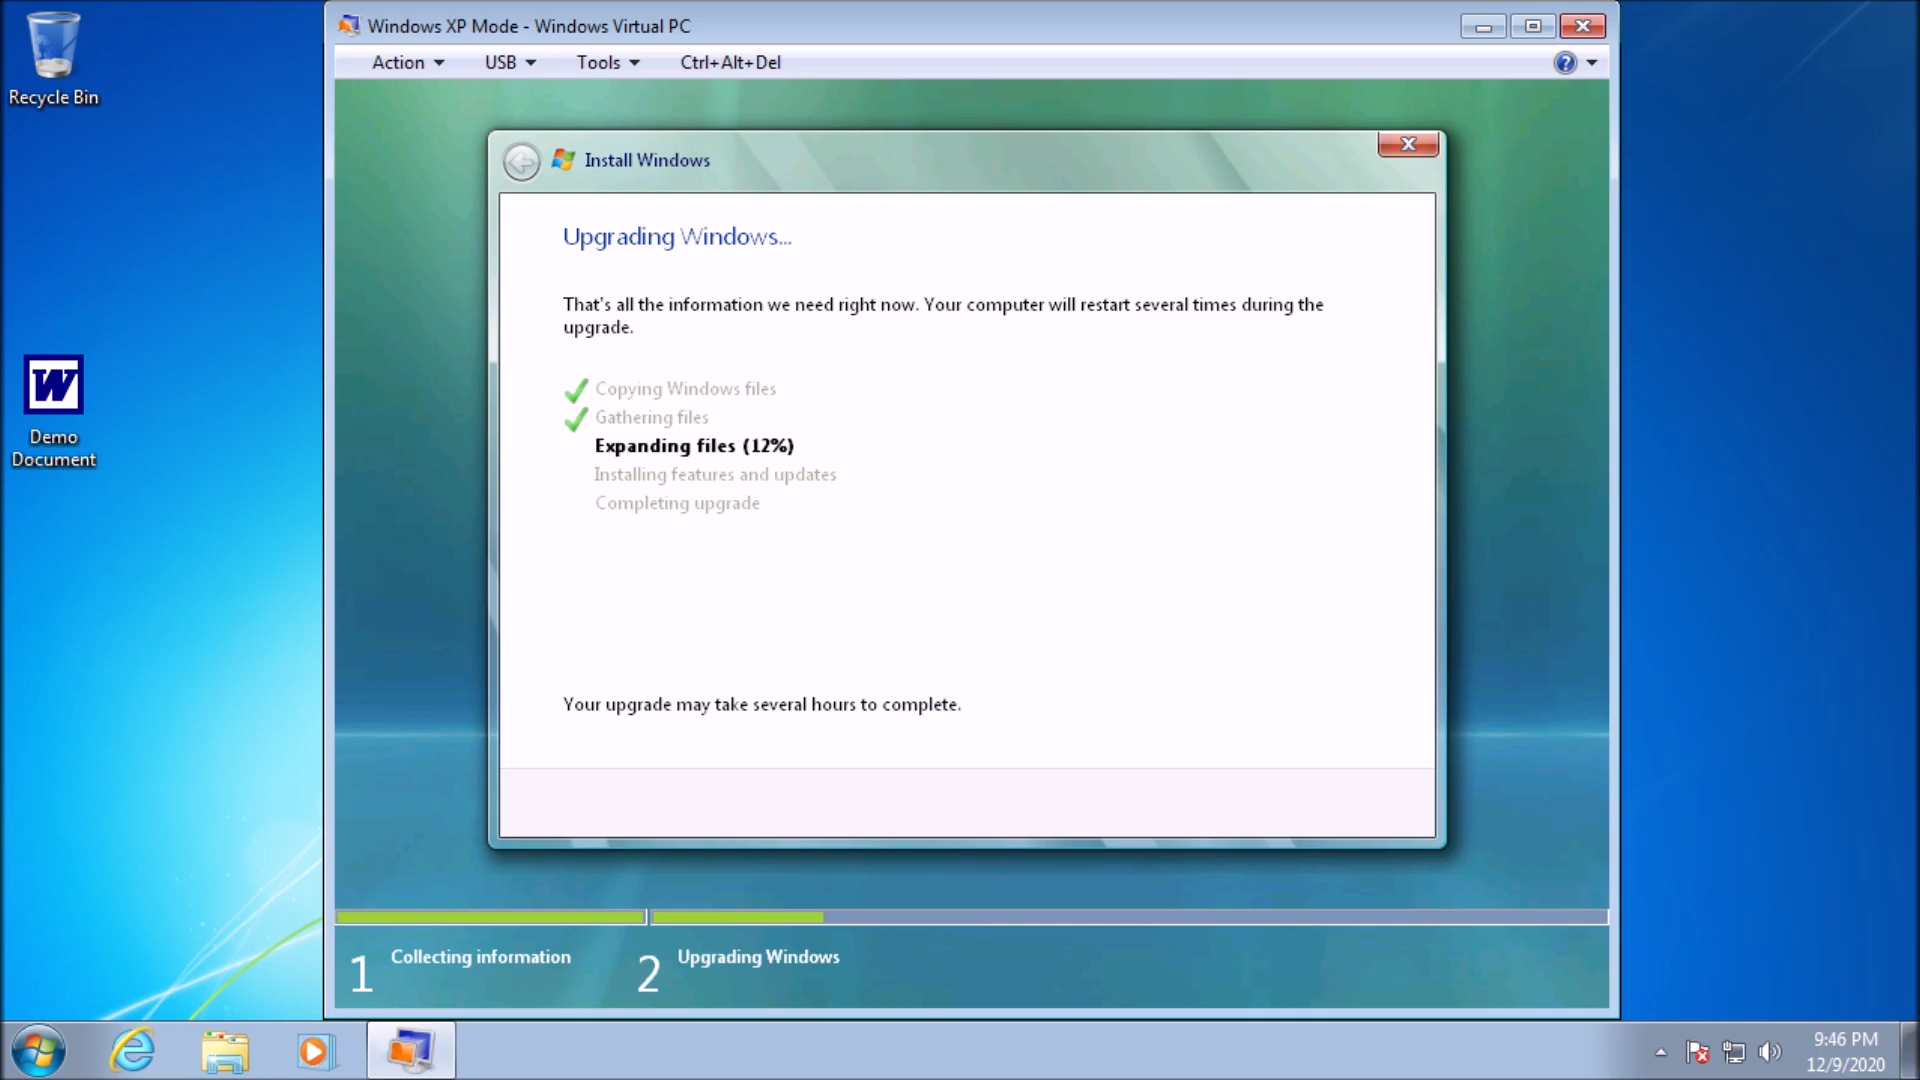 Recycle Bin
Demo
Document
W
Windows XP Mode - Windows Virtual PC
Action
USB
Tools
Ctrl+Alt+Del
?
Install Windows
Upgrading Windows...
That's all the information we need right now. Your computer will restart several times during the
upgrade.
Copying Windows files
Gathering files
Expanding files (12%)
Installing features and updates
Completing upgrade
Your upgrade may take several hours to complete.
1 Collecting information
2 Upgrading Windows
9:46 PM
12/9/2020